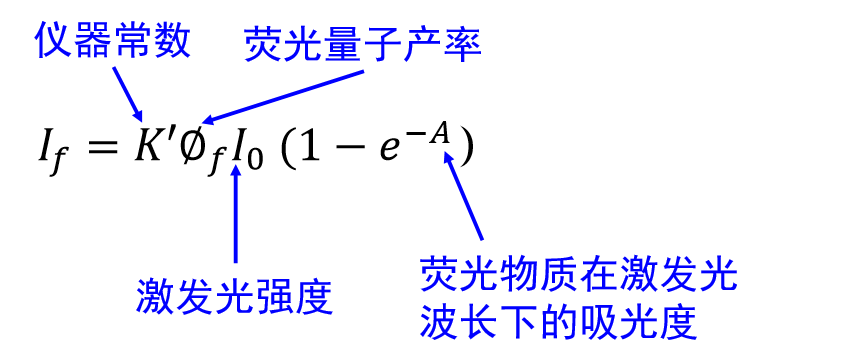 仪器常数 荧光量子产率
I_f = K′∅_f I_0 (1 − e^{−A})
激发光强度
荧光物质在激发光
波长下的吸光度